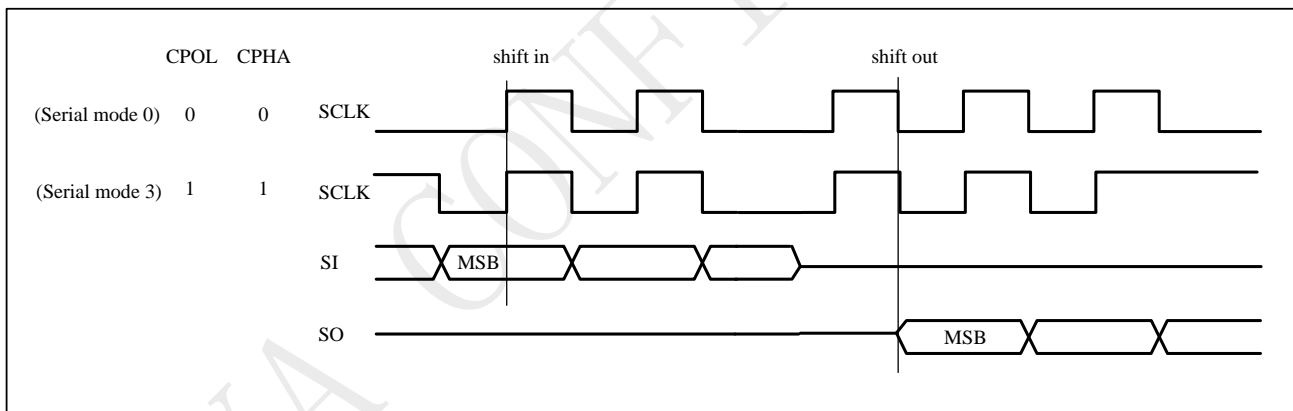 CPOL CPHA shift in shift out
(Serial mode 0) 0 0 SCLK
(Serial mode 3) 1 1 SCLK
SI MSB
SO MSB